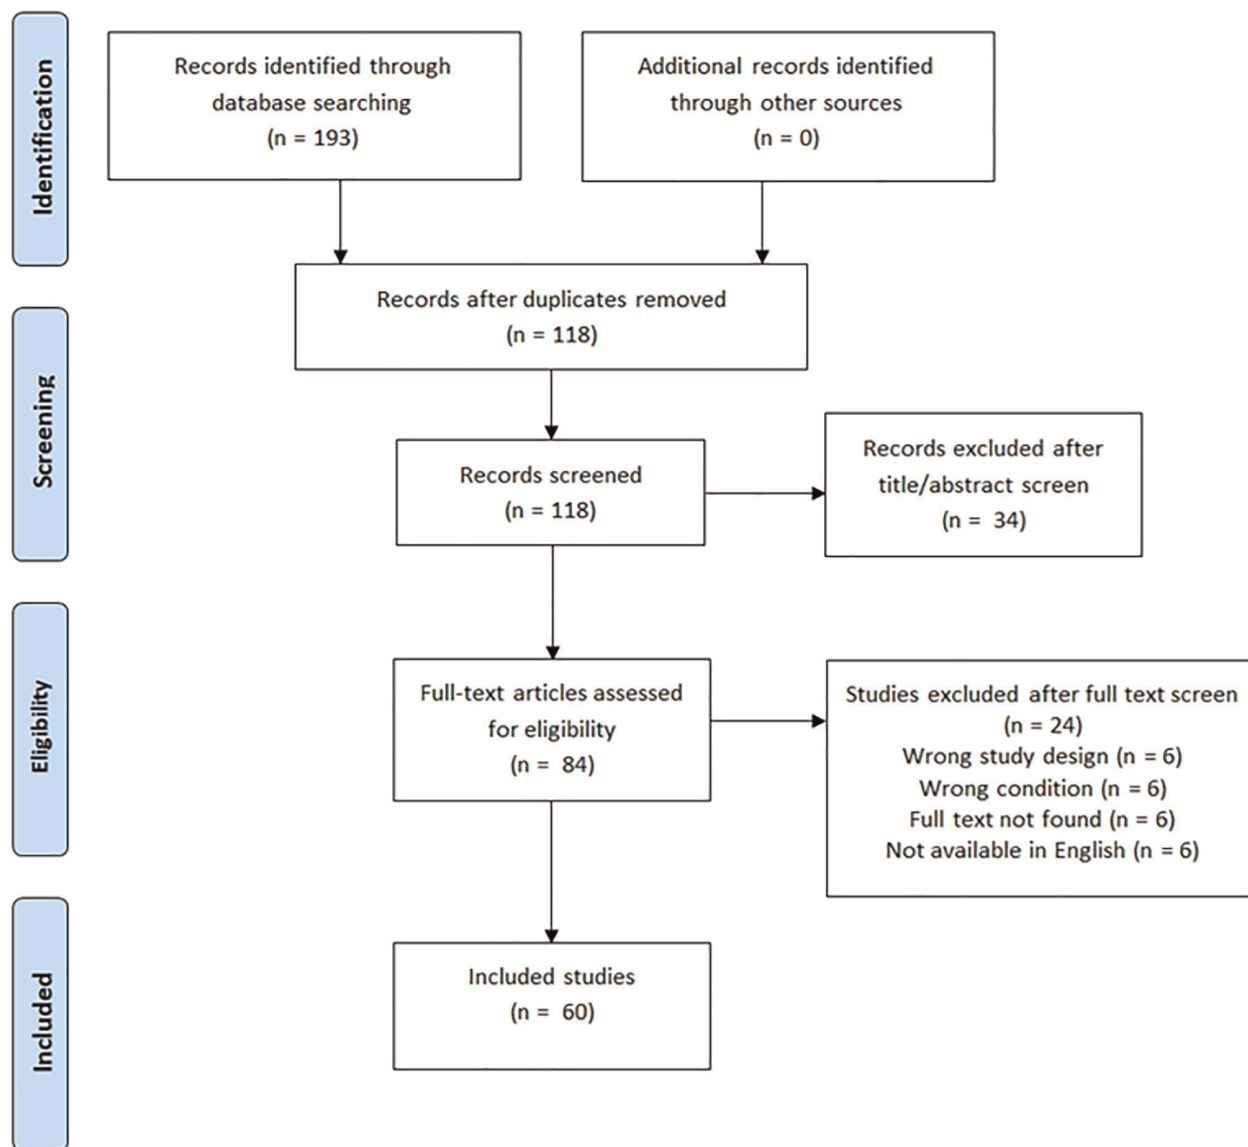 Identification
Records identified through
database searching
(n = 193)
Additional records identified
through other sources
(n = 0)
Records after duplicates removed
(n = 118)
Screening
Records screened
(n = 118)
Records excluded after
title/abstract screen
(n = 34)
Eligibility
Full-text articles assessed
for eligibility
(n = 84)
Studies excluded after full text screen
(n = 24)
Wrong study design (n = 6)
Wrong condition (n = 6)
Full text not found (n = 6)
Not available in English (n = 6)
Included
Included studies
(n = 60)